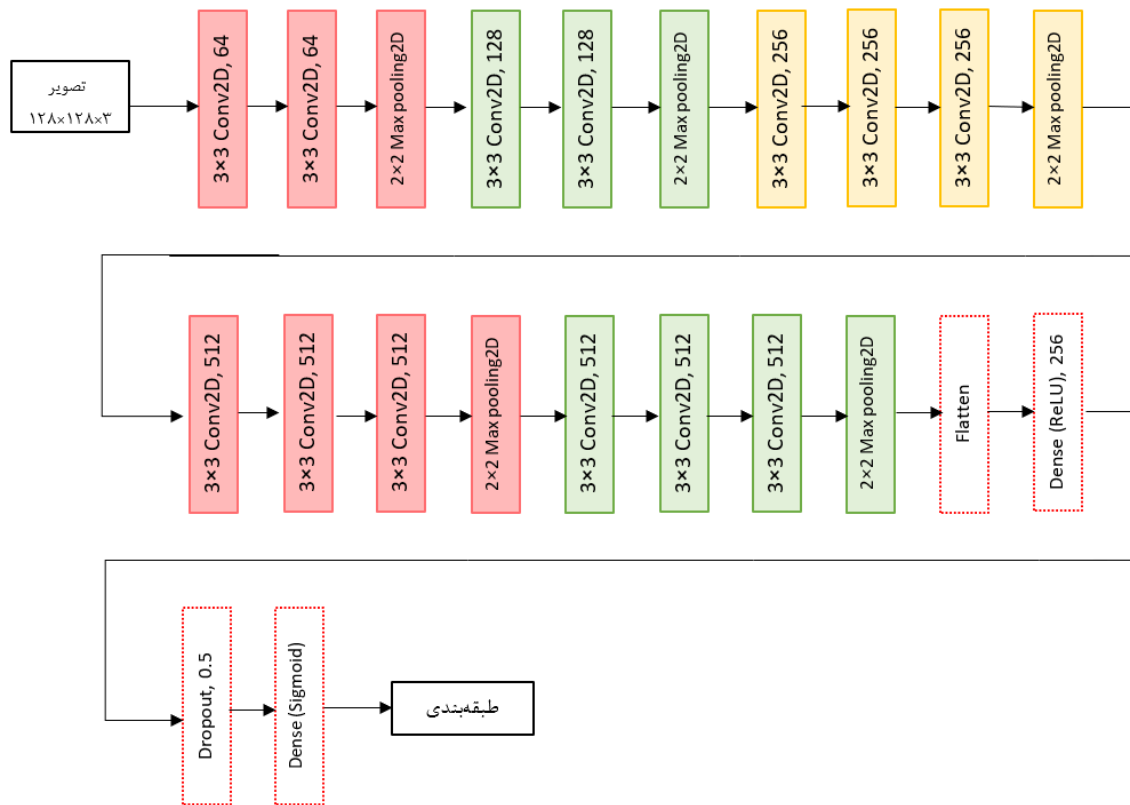 تصویر
۱۲۸×۱۲۸×۳
3×3 Conv2D, 64
3×3 Conv2D, 64
2×2 Max pooling2D
3×3 Conv2D, 128
3×3 Conv2D, 128
2×2 Max pooling2D
3×3 Conv2D, 256
3×3 Conv2D, 256
3×3 Conv2D, 256
2×2 Max pooling2D
3×3 Conv2D, 512
3×3 Conv2D, 512
3×3 Conv2D, 512
2×2 Max pooling2D
3×3 Conv2D, 512
3×3 Conv2D, 512
3×3 Conv2D, 512
2×2 Max pooling2D
Flatten
Dense (ReLU), 256
Dropout, 0.5
Dense (Sigmoid)
طبقه‌بندی